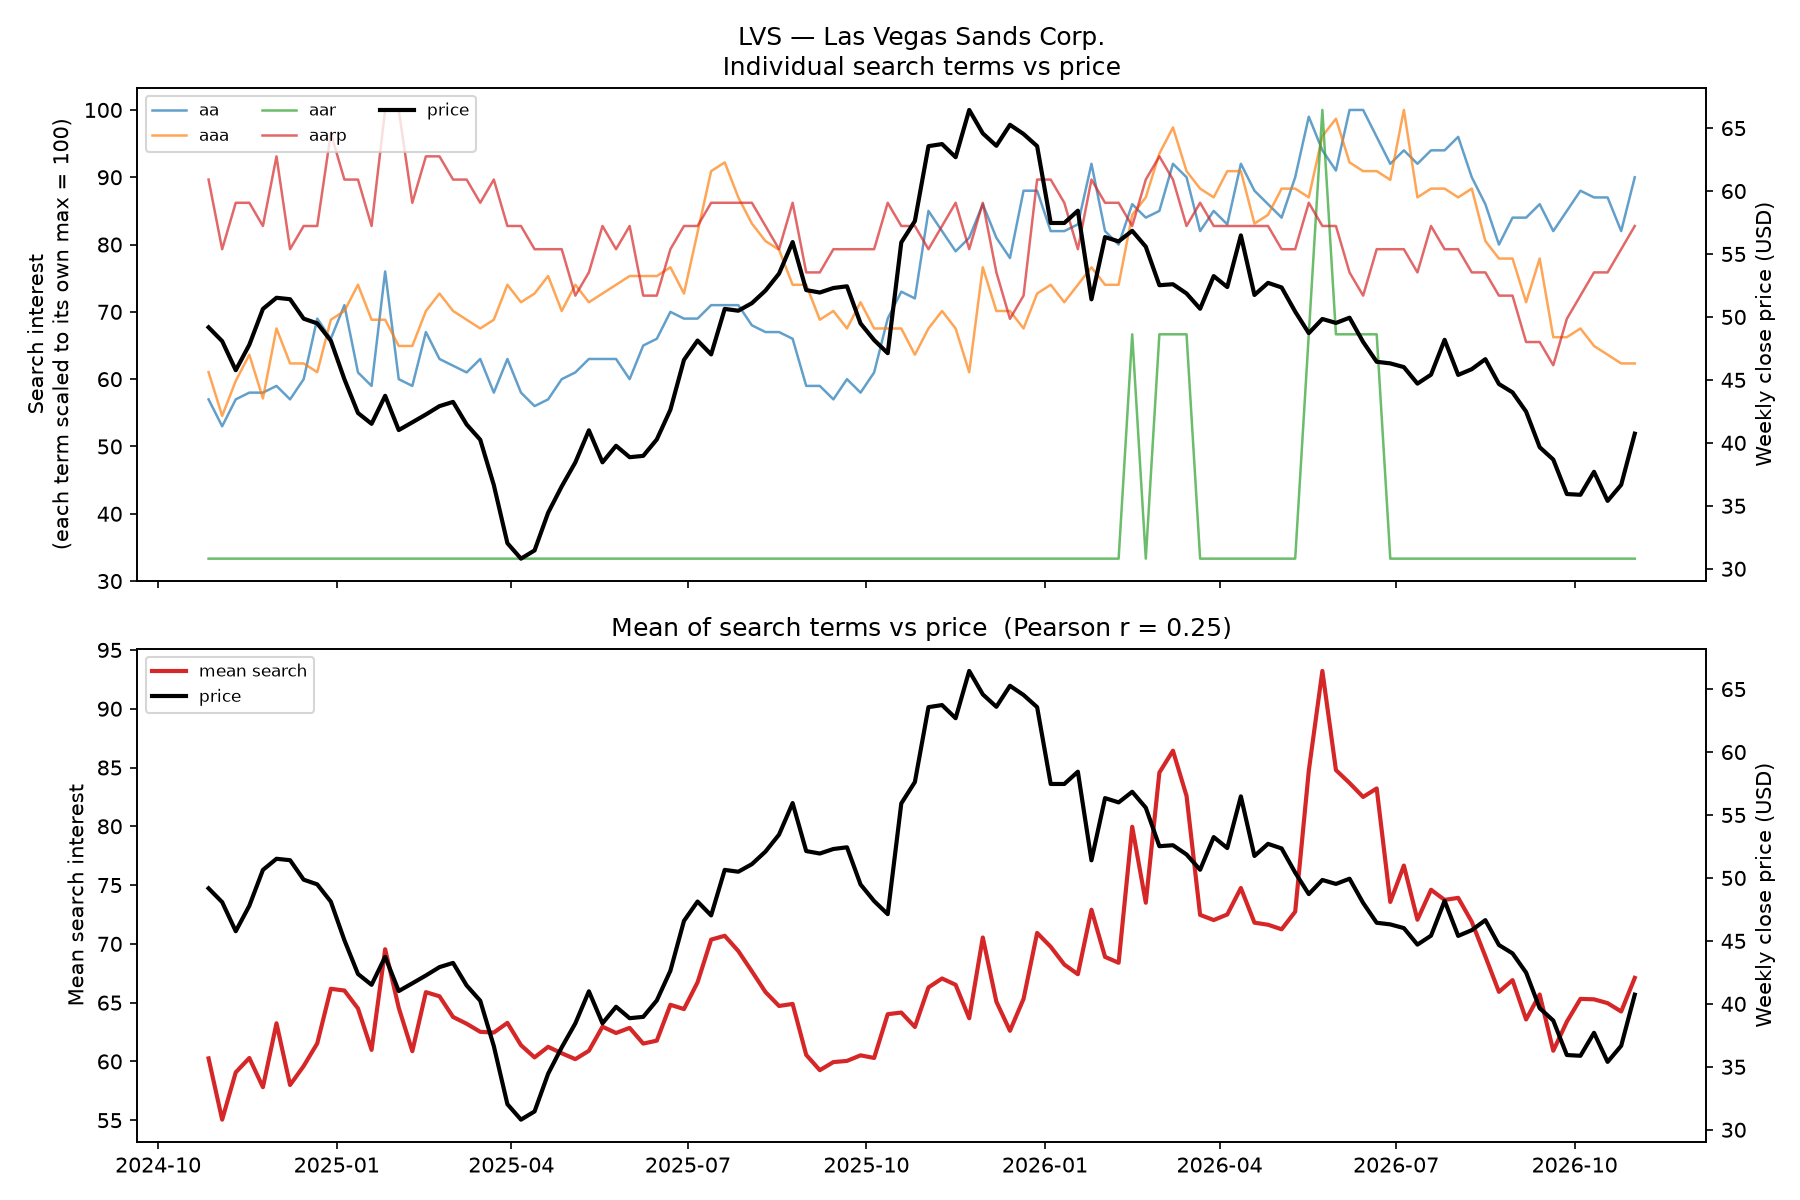 LVS — Las Vegas Sands Corp.
Individual search terms vs price
aa
aar
price
aaa
aarp
Search interest
(each term scaled to its own max = 100)
100
90
80
70
60
50
40
30
65
60
55
50
45
40
35
30
Weekly close price (USD)
Mean of search terms vs price (Pearson r = 0.25)
mean search
price
Mean search interest
95
90
85
80
75
70
65
60
55
65
60
55
50
45
40
35
30
Weekly close price (USD)
2024-10
2025-01
2025-04
2025-07
2025-10
2026-01
2026-04
2026-07
2026-10